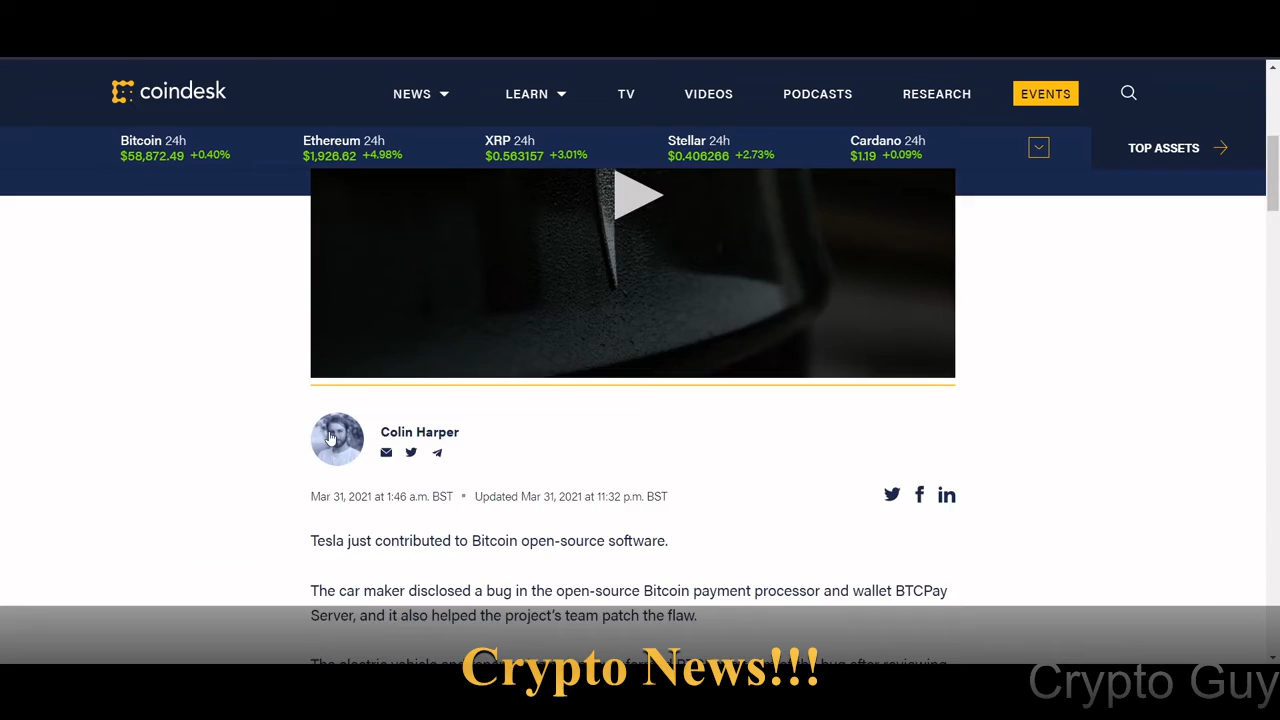 coindesk
NEWS LEARN TV VIDEOS PODCASTS RESEARCH EVENTS
Bitcoin 24h Ethereum 24h XRP 24h Stellar 24h Cardano 24h
$58,872.49 +0.40% $1,926.62 +4.98% $0.563157 +3.01% $0.406266 +2.73% $1.19 +0.09%
TOP ASSETS
Colin Harper
Mar 31, 2021 at 1:46 a.m. BST Updated Mar 31, 2021 at 11:32 p.m. BST
Tesla just contributed to Bitcoin open-source software.
The car maker disclosed a bug in the open-source Bitcoin payment processor and wallet BTCPay
Server, and it also helped the project's team patch the flaw.
The electric vehicle
Crypto News!!!
Crypto Guy